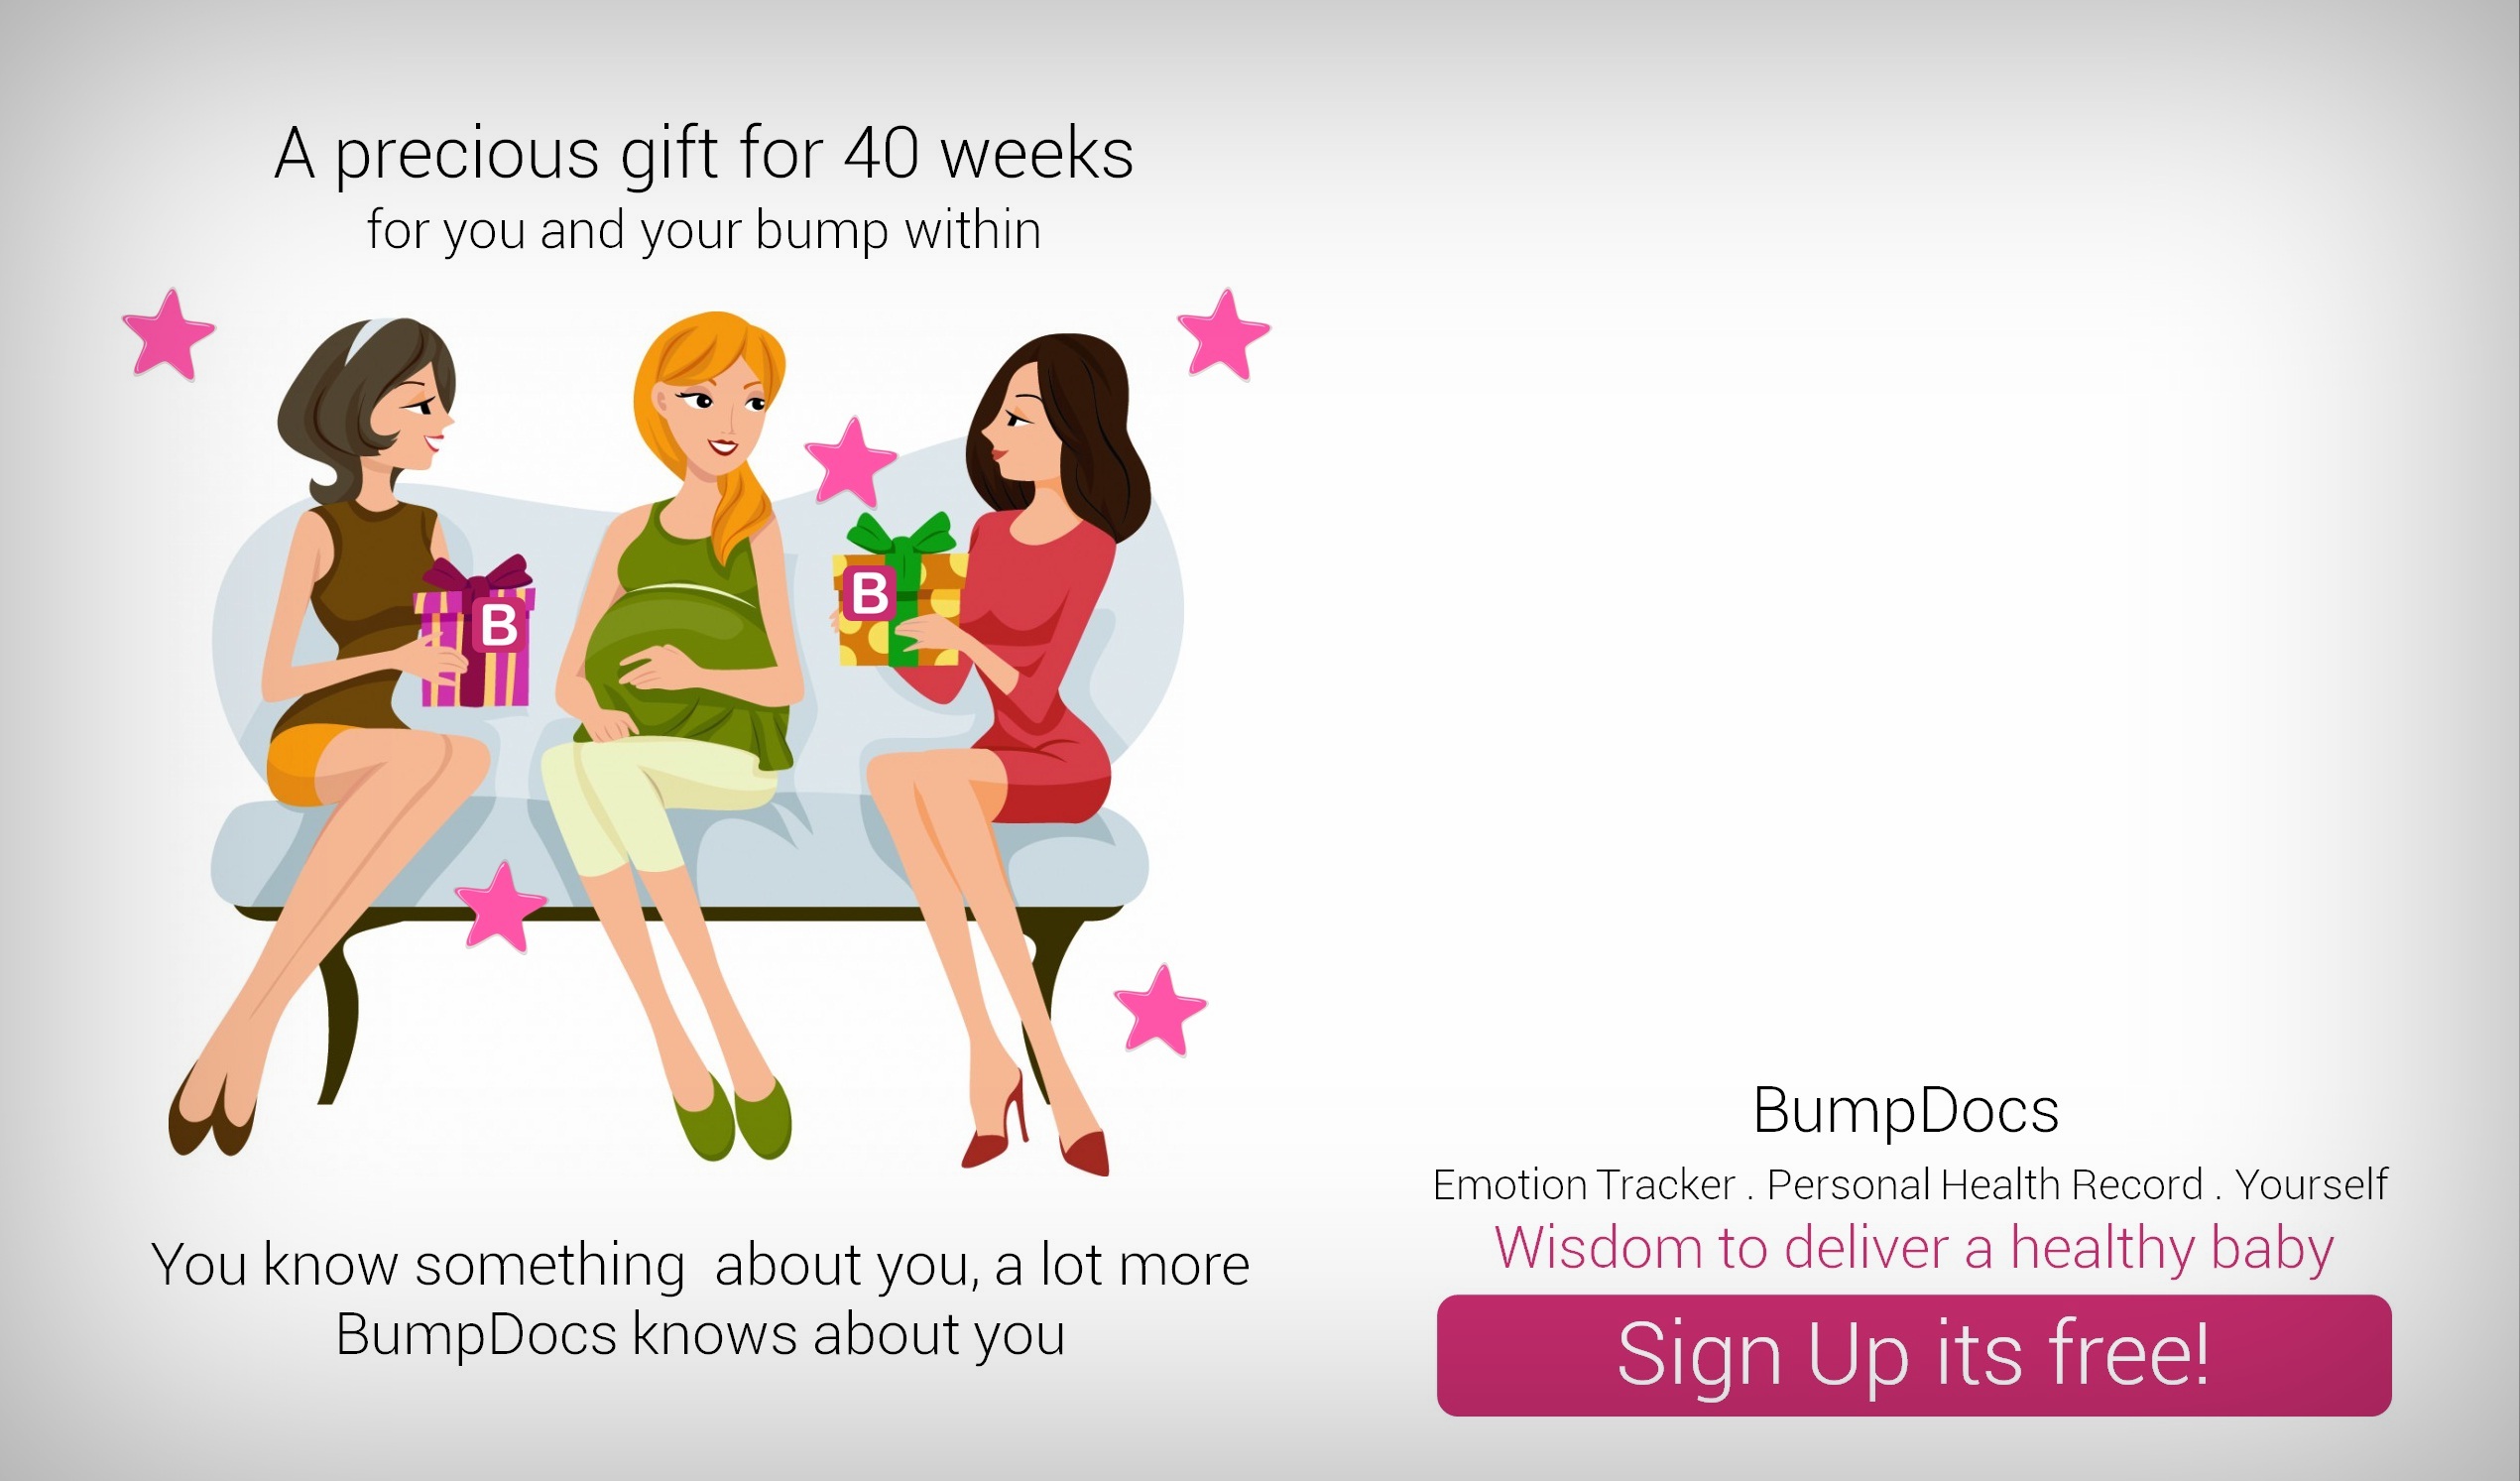 A precious gift for 40 weeks
for you and your bump within
B
B
You know something  about you, a lot more
BumpDocs knows about you
BumpDocs
Emotion Tracker . Personal Health Record . Yourself
Wisdom to deliver a healthy baby
Sign Up its free!